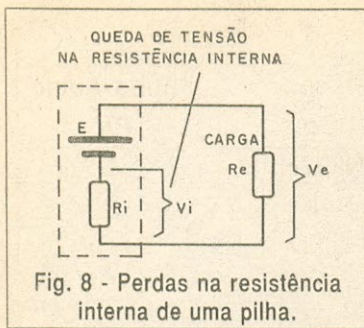 QUEDA DE TENSÃO
NA RESISTÊNCIA INTERNA
E
CARGA
Re
Ve
Ri
Vi
Fig. 8 - Perdas na resistência
interna de uma pilha.